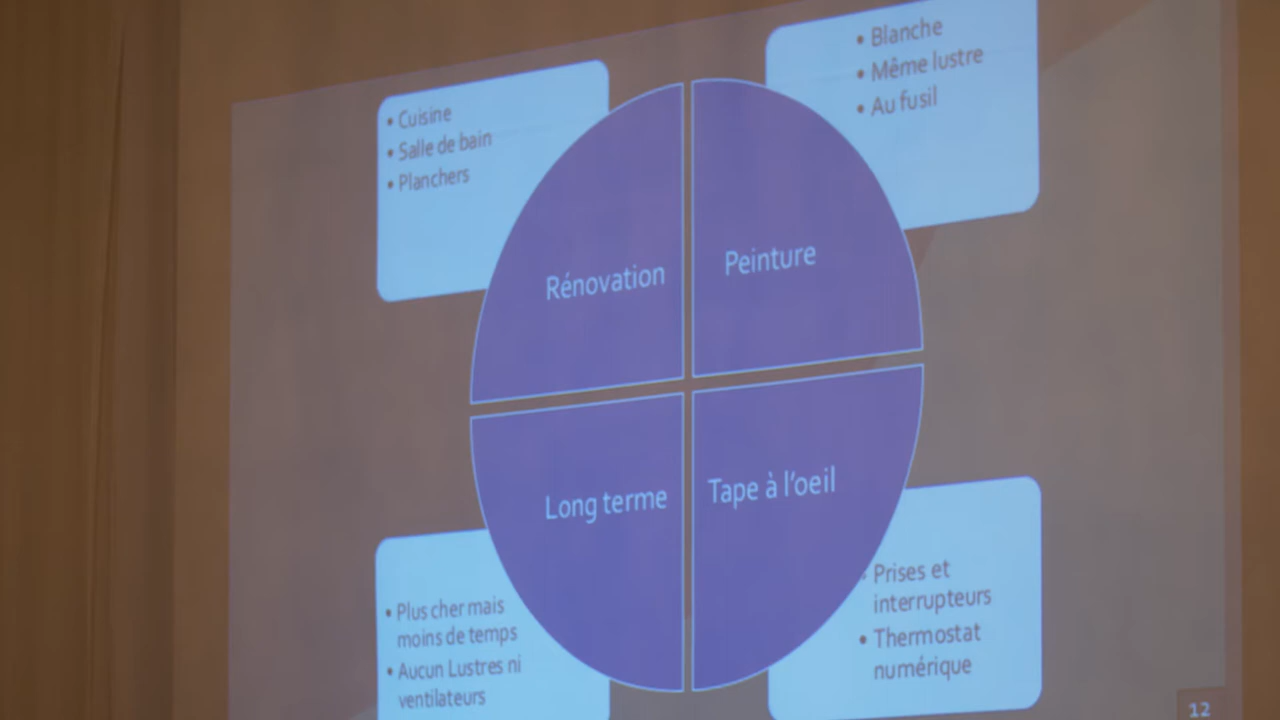 • Cuisine
• Salle de bain
• Planchers
• Blanche
• Même lustre
• Au fusil
Rénovation
Peinture
Long terme
Tape à l'oeil
• Plus cher mais
moins de temps
• Aucun Lustres ni
ventilateurs
• Prises et
interrupteurs
• Thermostat
numérique
12